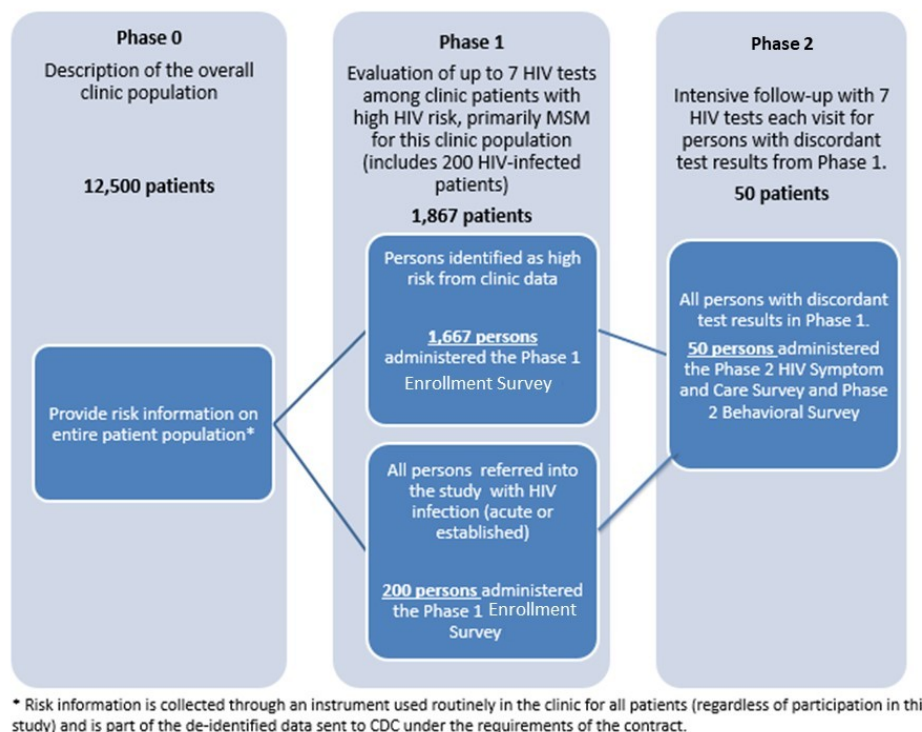 Phase 0
Description of the overall
clinic population
12,500 patients
Provide risk information on
entire patient population*
Phase 1
Evaluation of up to 7 HIV tests
among clinic patients with
high HIV risk, primarily MSM
for this clinic population
(includes 200 HIV-infected
patients)
1,867 patients
Persons identified as high
risk from clinic data
1,667 persons
administered the Phase 1
Enrollment Survey
All persons referred into
the study with HIV
infection (acute or
established)
200 persons administered
the Phase 1 Enrollment
Survey
Phase 2
Intensive follow-up with 7
HIV tests each visit for
persons with discordant
test results from Phase 1.
50 patients
All persons with discordant
test results in Phase 1.
50 persons administered
the Phase 2 HIV Symptom
and Care Survey and Phase
2 Behavioral Survey
* Risk information is collected through an instrument used routinely in the clinic for all patients (regardless of participation in thi
study) and is part of the de-identified data sent to CDC under the requirements of the contract.